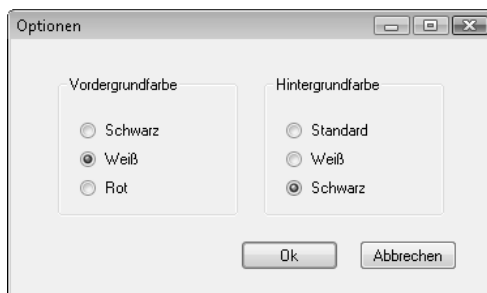 Optionen
Vordergrundfarbe
Schwarz
Weiß
Rot
Hintergrundfarbe
Standard
Weiß
Schwarz
Ok
Abbrechen